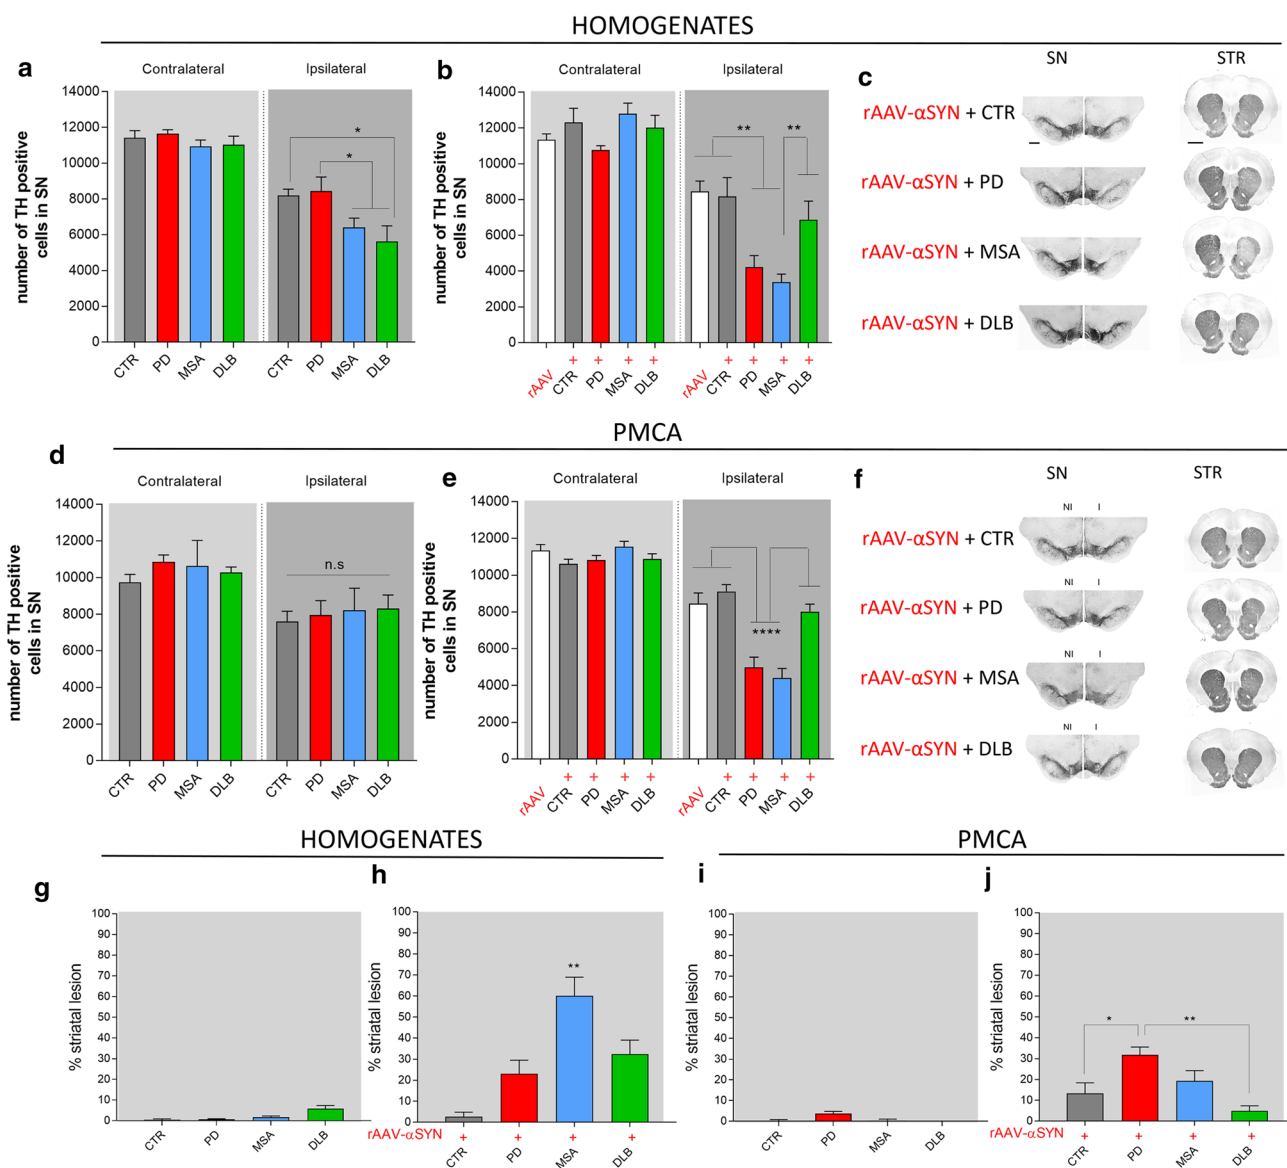 HOMOGENATES
a
Contralateral
Ipsilateral
number of TH positive
cells in SN
14000
12000
10000
8000
6000
4000
2000
0
*
*
CTR
PD
MSA
DLB
CTR
PD
MSA
DLB
b
Contralateral
Ipsilateral
number of TH positive
cells in SN
14000
12000
10000
8000
6000
4000
2000
0
**
**
+ + + +
+ + + +
rAAV
CTR
PD
MSA
DLB
rAAV
CTR
PD
MSA
DLB
c
SN
STR
rAAV-αSYN + CTR
rAAV-αSYN + PD
rAAV-αSYN + MSA
rAAV-αSYN + DLB
PMCA
d
Contralateral
Ipsilateral
number of TH positive
cells in SN
14000
12000
10000
8000
6000
4000
2000
0
n.s
CTR
PD
MSA
DLB
CTR
PD
MSA
DLB
e
Contralateral
Ipsilateral
number of TH positive
cells in SN
14000
12000
10000
8000
6000
4000
2000
0
****
+ + + +
+ + + +
rAAV
CTR
PD
MSA
DLB
rAAV
CTR
PD
MSA
DLB
f
SN
STR
NI I
rAAV-αSYN + CTR
NI I
rAAV-αSYN + PD
NI I
rAAV-αSYN + MSA
NI I
rAAV-αSYN + DLB
HOMOGENATES
g
% striatal lesion
100
90
80
70
60
50
40
30
20
10
0
CTR
PD
MSA
DLB
h
% striatal lesion
100
90
80
70
60
50
40
30
20
10
0
**
rAAV-αSYN + + + +
CTR
PD
MSA
DLB
PMCA
i
% striatal lesion
100
90
80
70
60
50
40
30
20
10
0
CTR
PD
MSA
DLB
j
% striatal lesion
100
90
80
70
60
50
40
30
20
10
0
*
**
rAAV-αSYN + + + +
CTR
PD
MSA
DLB